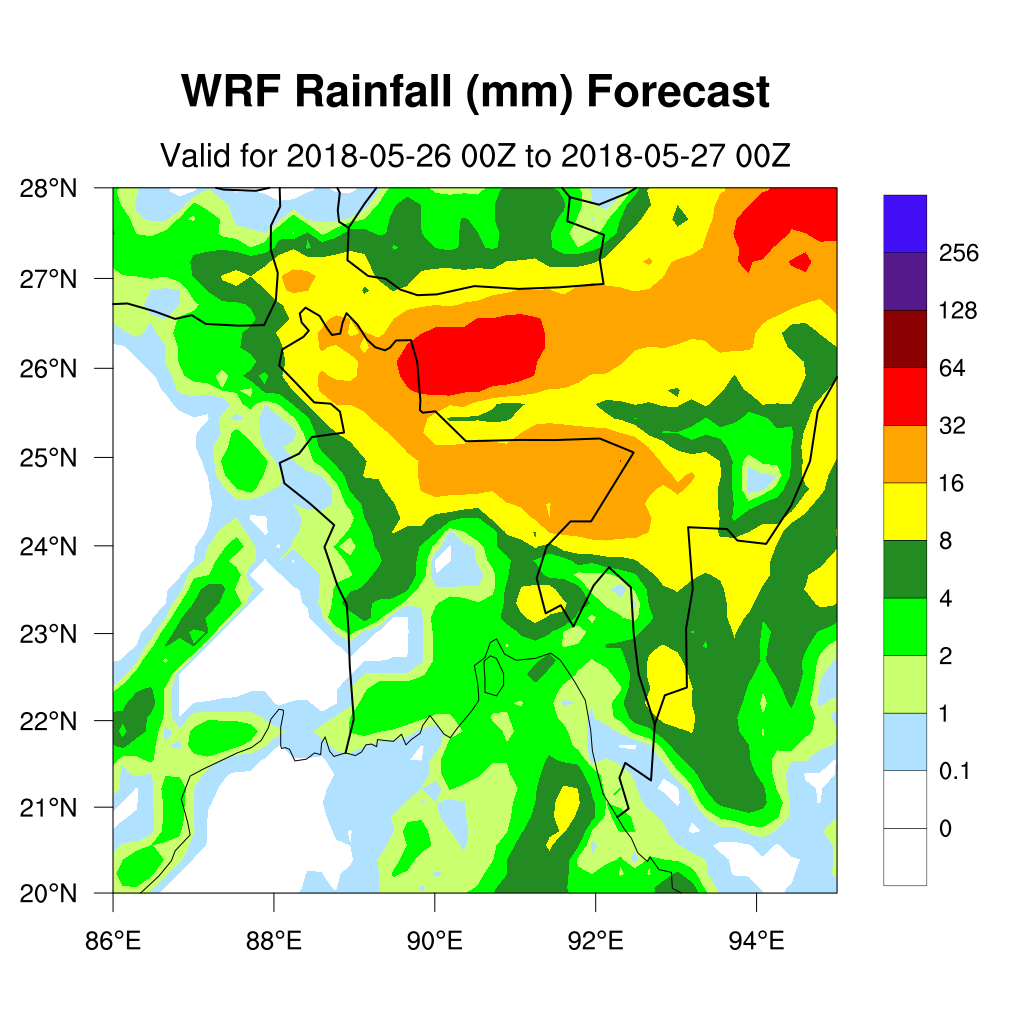 WRF Rainfall (mm) Forecast
Valid for 2018-05-26 00Z to 2018-05-27 00Z
28°N
27°N
26°N
25°N
24°N
23°N
22°N
21°N
20°N
86°E
88°E
90°E
92°E
94°E
256
128
64
32
16
8
4
2
1
0.1
0